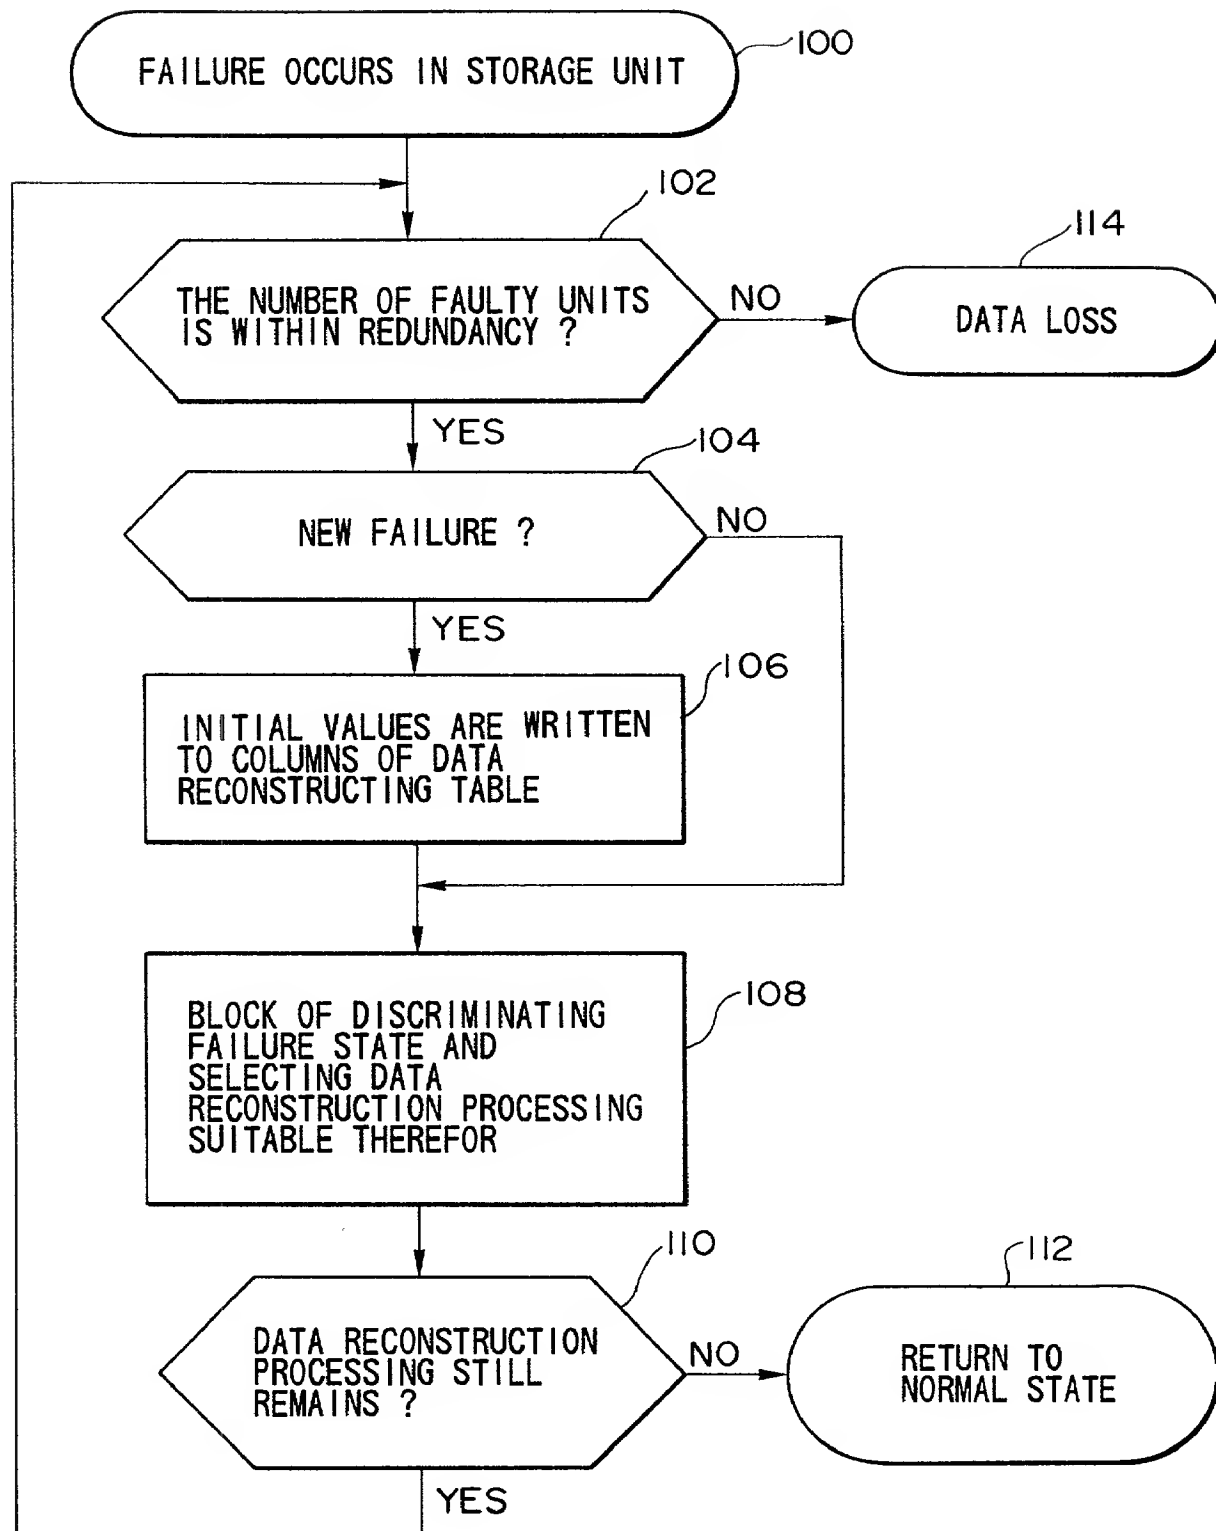 100
FAILURE OCCURS IN STORAGE UNIT
102
114
THE NUMBER OF FAULTY UNITS
IS WITHIN REDUNDANCY ?
NO
DATA LOSS
YES
104
NEW FAILURE ?
NO
YES
106
INITIAL VALUES ARE WRITTEN
TO COLUMNS OF DATA
RECONSTRUCTING TABLE
108
BLOCK OF DISCRIMINATING
FAILURE STATE AND
SELECTING DATA
RECONSTRUCTION PROCESSING
SUITABLE THEREFOR
110
112
DATA RECONSTRUCTION
PROCESSING STILL
REMAINS ?
NO
RETURN TO
NORMAL STATE
YES